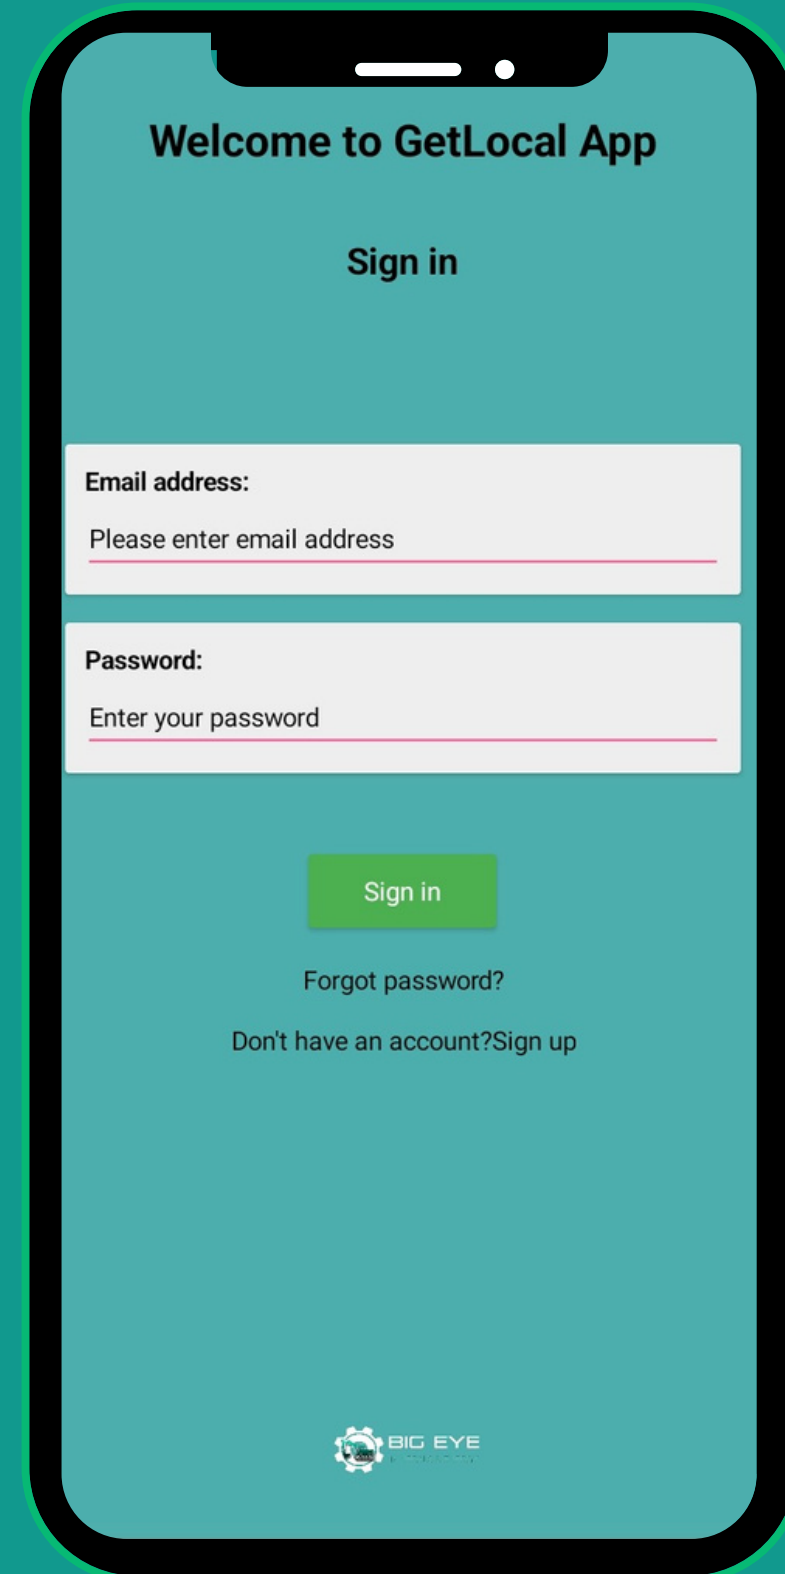 Welcome to GetLocal App
Sign in
Email address:
Please enter email address
Password:
Enter your password
Sign in
Forgot password?
Don't have an account?Sign up
BIG EYE